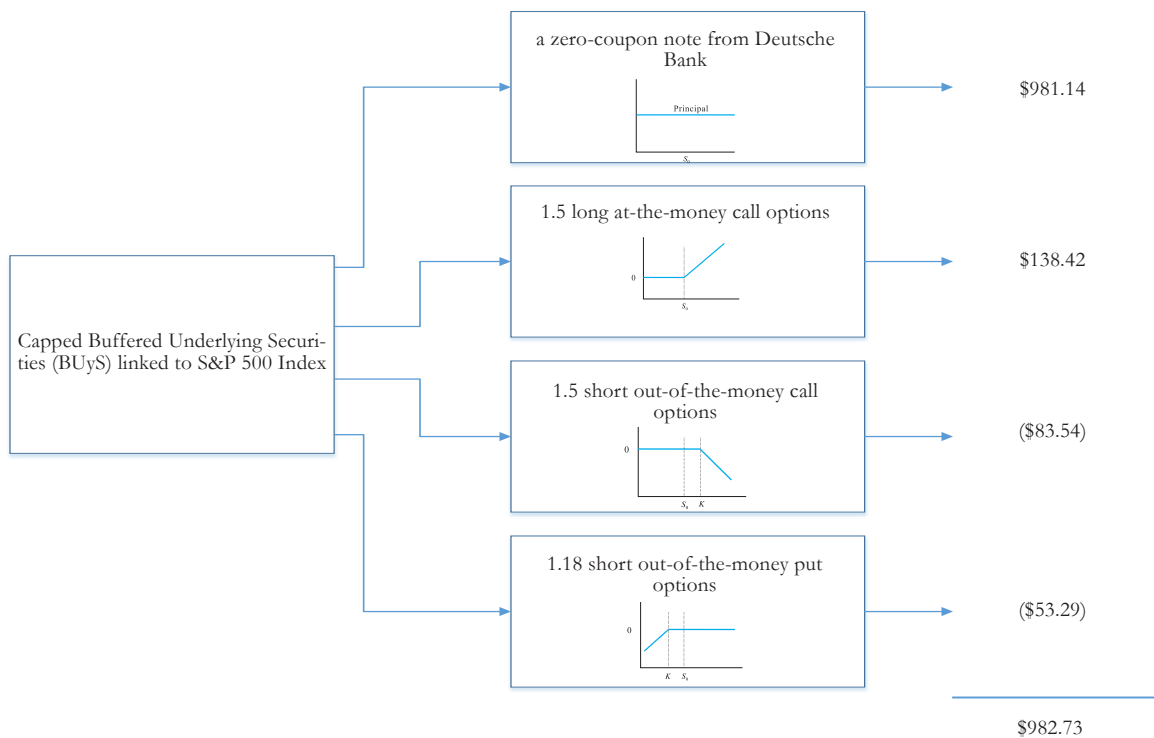 a zero-coupon note from Deutsche
Bank
Principal
S₀
$981.14
1.5 long at-the-money call options
0
S₀
$138.42
Capped Buffered Underlying Securi-
ties (BUyS) linked to S&P 500 Index
1.5 short out-of-the-money call
options
0
S₀ K
($83.54)
1.18 short out-of-the-money put
options
0
K S₀
($53.29)
$982.73